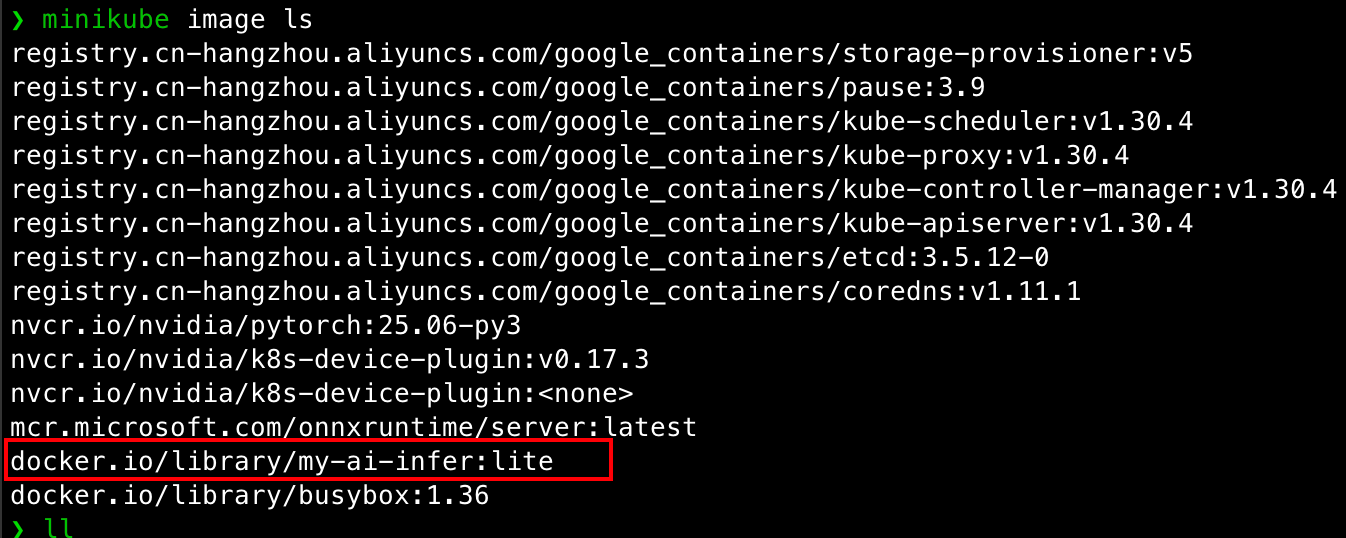 ❯ minikube image ls
registry.cn-hangzhou.aliyuncs.com/google_containers/storage-provisioner:v5
registry.cn-hangzhou.aliyuncs.com/google_containers/pause:3.9
registry.cn-hangzhou.aliyuncs.com/google_containers/kube-scheduler:v1.30.4
registry.cn-hangzhou.aliyuncs.com/google_containers/kube-proxy:v1.30.4
registry.cn-hangzhou.aliyuncs.com/google_containers/kube-controller-manager:v1.30.4
registry.cn-hangzhou.aliyuncs.com/google_containers/kube-apiserver:v1.30.4
registry.cn-hangzhou.aliyuncs.com/google_containers/etcd:3.5.12-0
registry.cn-hangzhou.aliyuncs.com/google_containers/coredns:v1.11.1
nvcr.io/nvidia/pytorch:25.06-py3
nvcr.io/nvidia/k8s-device-plugin:v0.17.3
nvcr.io/nvidia/k8s-device-plugin:<none>
mcr.microsoft.com/onnxruntime/server:latest
docker.io/library/my-ai-infer:lite
docker.io/library/busybox:1.36
❯ ll